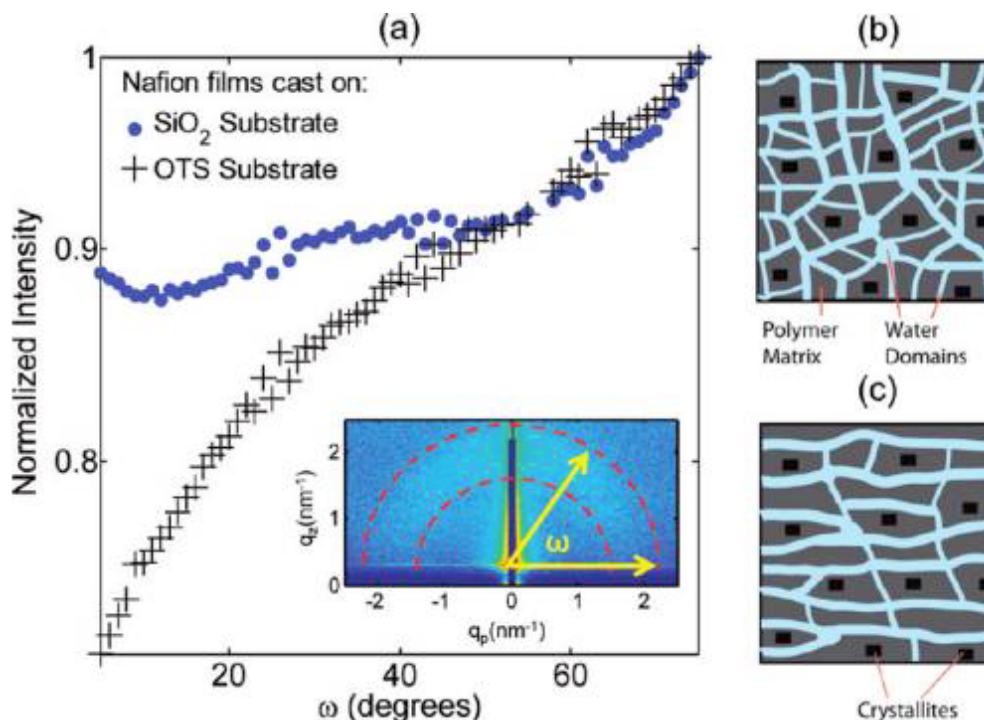 (a)
(b)
Nafion films cast on:
SiO2 Substrate
OTS Substrate
Normalized Intensity
1
0.9
0.8
20
40
60
ω (degrees)
qz(nm-1)
2
1
0
ω
-2
-1
0
1
2
qp(nm-1)
Polymer
Matrix
Water
Domains
(c)
Crystallites